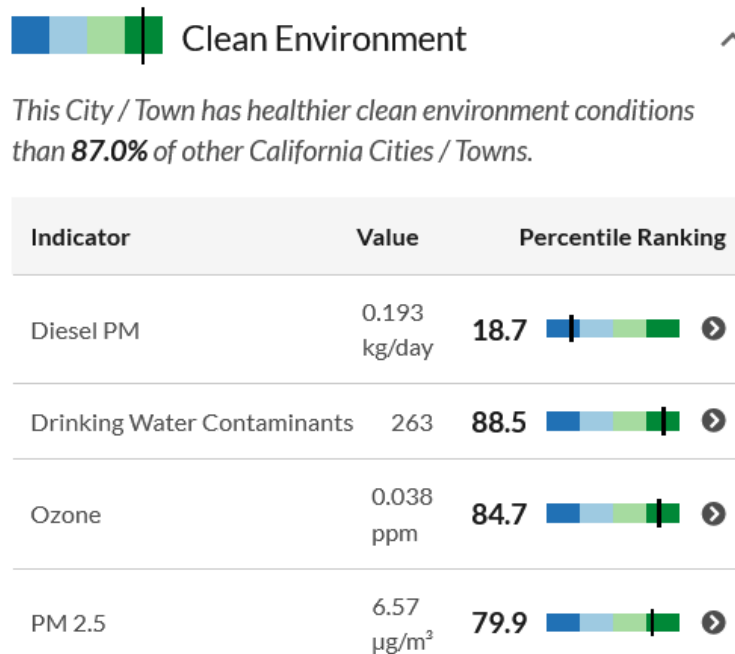 Clean Environment
This City / Town has healthier clean environment conditions
than 87.0% of other California Cities / Towns.
Indicator Value Percentile Ranking
Diesel PM 0.193 kg/day 18.7
Drinking Water Contaminants 263 88.5
Ozone 0.038 ppm 84.7
PM 2.5 6.57 µg/m³ 79.9